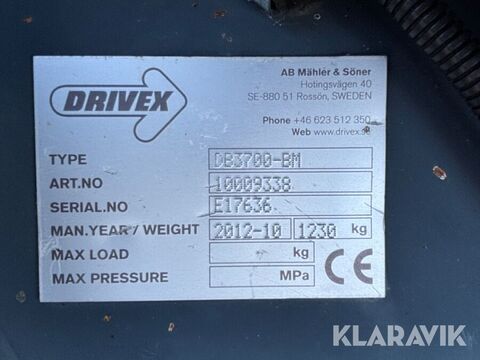 DRIVEX
AB Mähler & Söner
Hotingsvägen 40
SE-880 51 Rossön, SWEDEN
Phone +46 623 512 350
Web www.drivex.se
TYPE DB3700-BM
ART.NO 10009338
SERIAL.NO E17636
MAN.YEAR / WEIGHT 2012-10 1230 kg
MAX LOAD kg
MAX PRESSURE MPa
CE
KLARAVIK